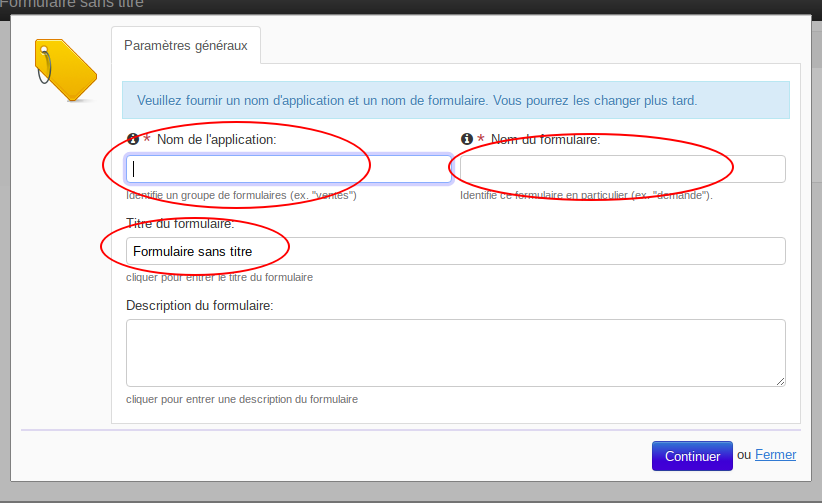 Formulaire sans titre
Paramètres généraux
Veuillez fournir un nom d'application et un nom de formulaire. Vous pourrez les changer plus tard.
* Nom de l'application:
* Nom du formulaire:
Identifie un groupe de formulaires (ex. "ventes")
Identifie ce formulaire en particulier (ex. "demande").
Titre du formulaire:
Formulaire sans titre
cliquer pour entrer le titre du formulaire
Description du formulaire:
cliquer pour entrer une description du formulaire
Continuer ou Fermer